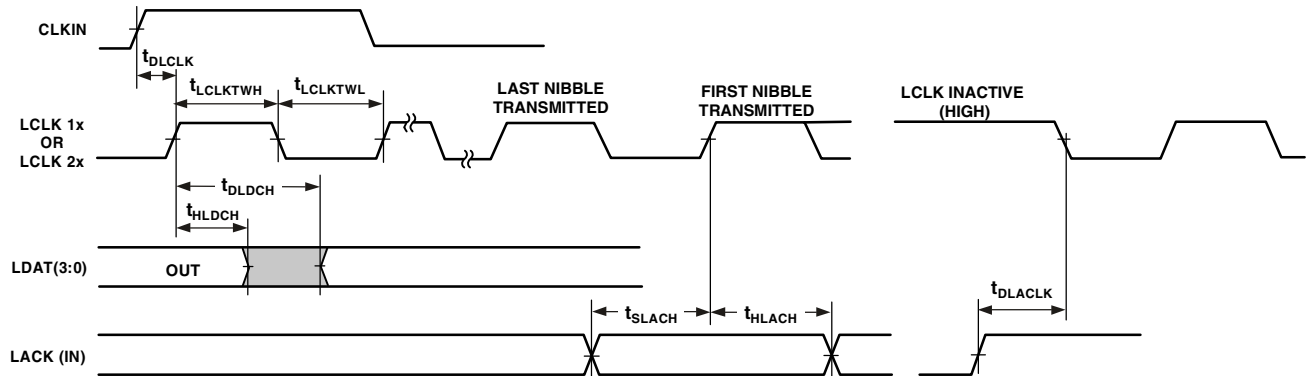 CLKIN
tDLCLK
tLCLKTWH
tLCLKTWL
LAST NIBBLE
TRANSMITTED
FIRST NIBBLE
TRANSMITTED
LCLK INACTIVE
(HIGH)
LCLK 1x
OR
LCLK 2x
tDLDCH
tHLDCH
LDAT(3:0)
OUT
tSLACH
tHLACH
tDLACLK
LACK (IN)